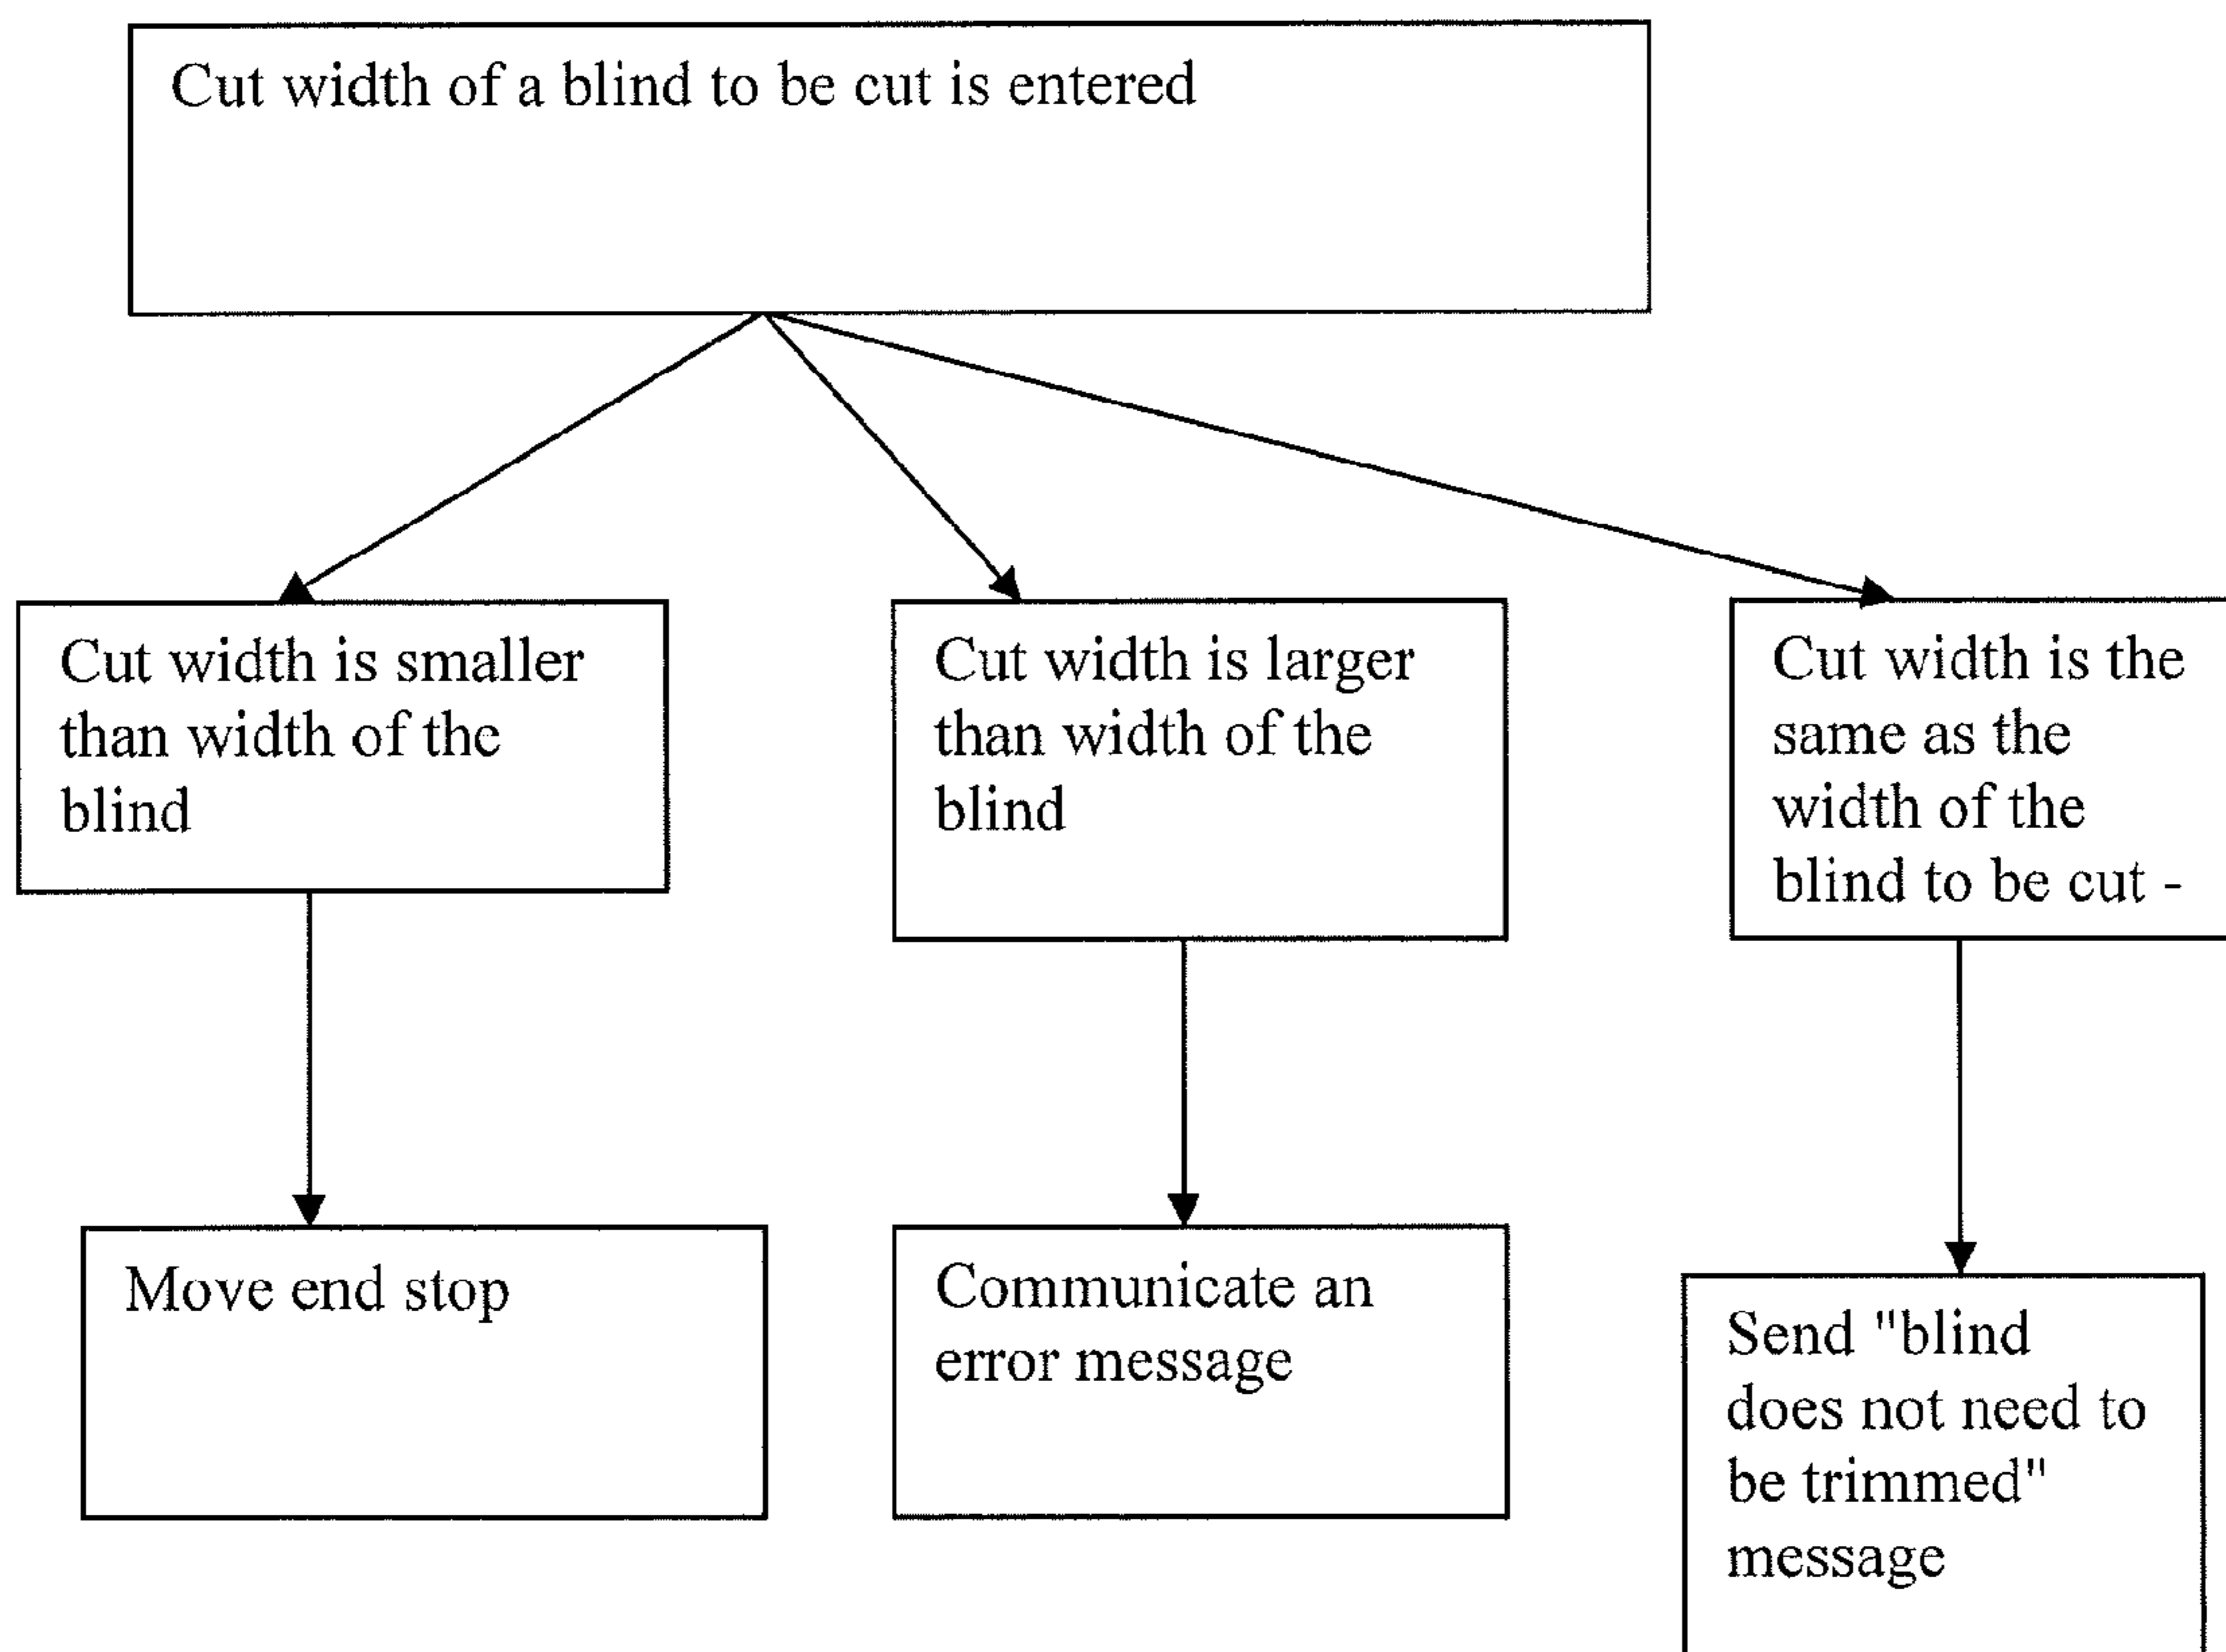 Cut width of a blind to be cut is entered
Cut width is smaller
than width of the
blind
Cut width is larger
than width of the
blind
Cut width is the
same as the
width of the
blind to be cut -
Move end stop
Communicate an
error message
Send "blind
does not need to
be trimmed"
message